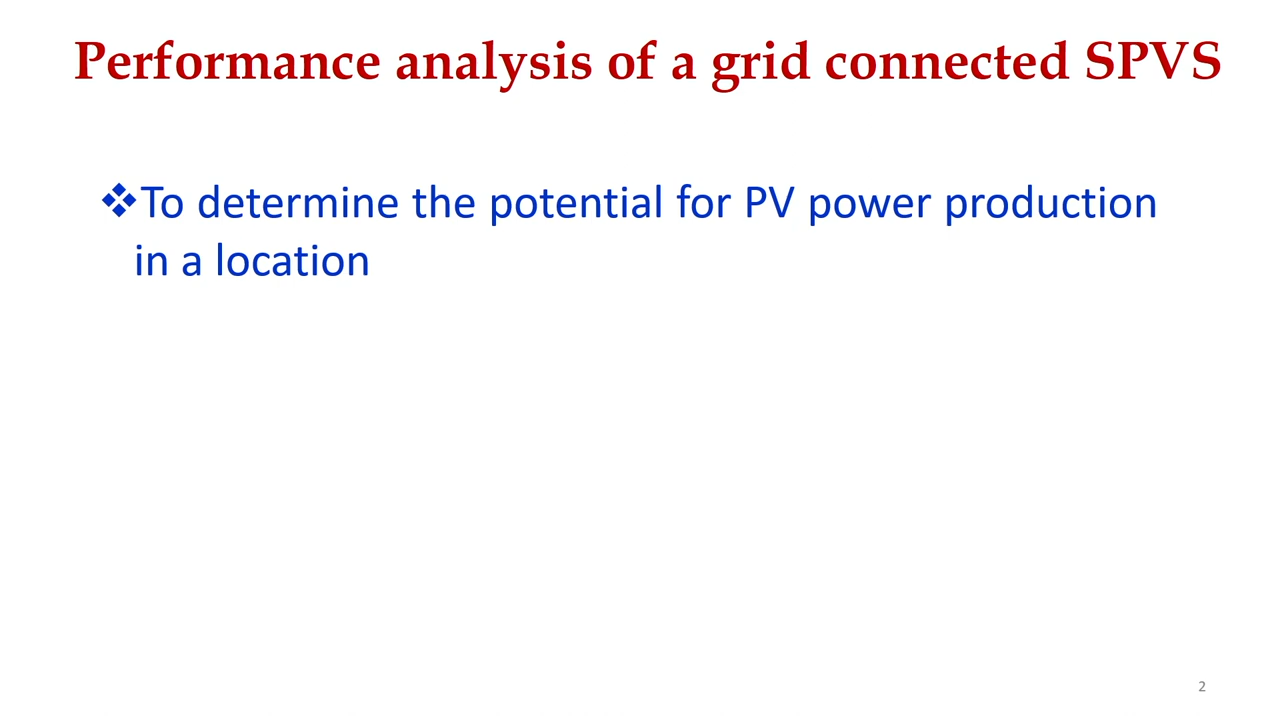 Performance analysis of a grid connected SPVS
❖To determine the potential for PV power production
in a location
2